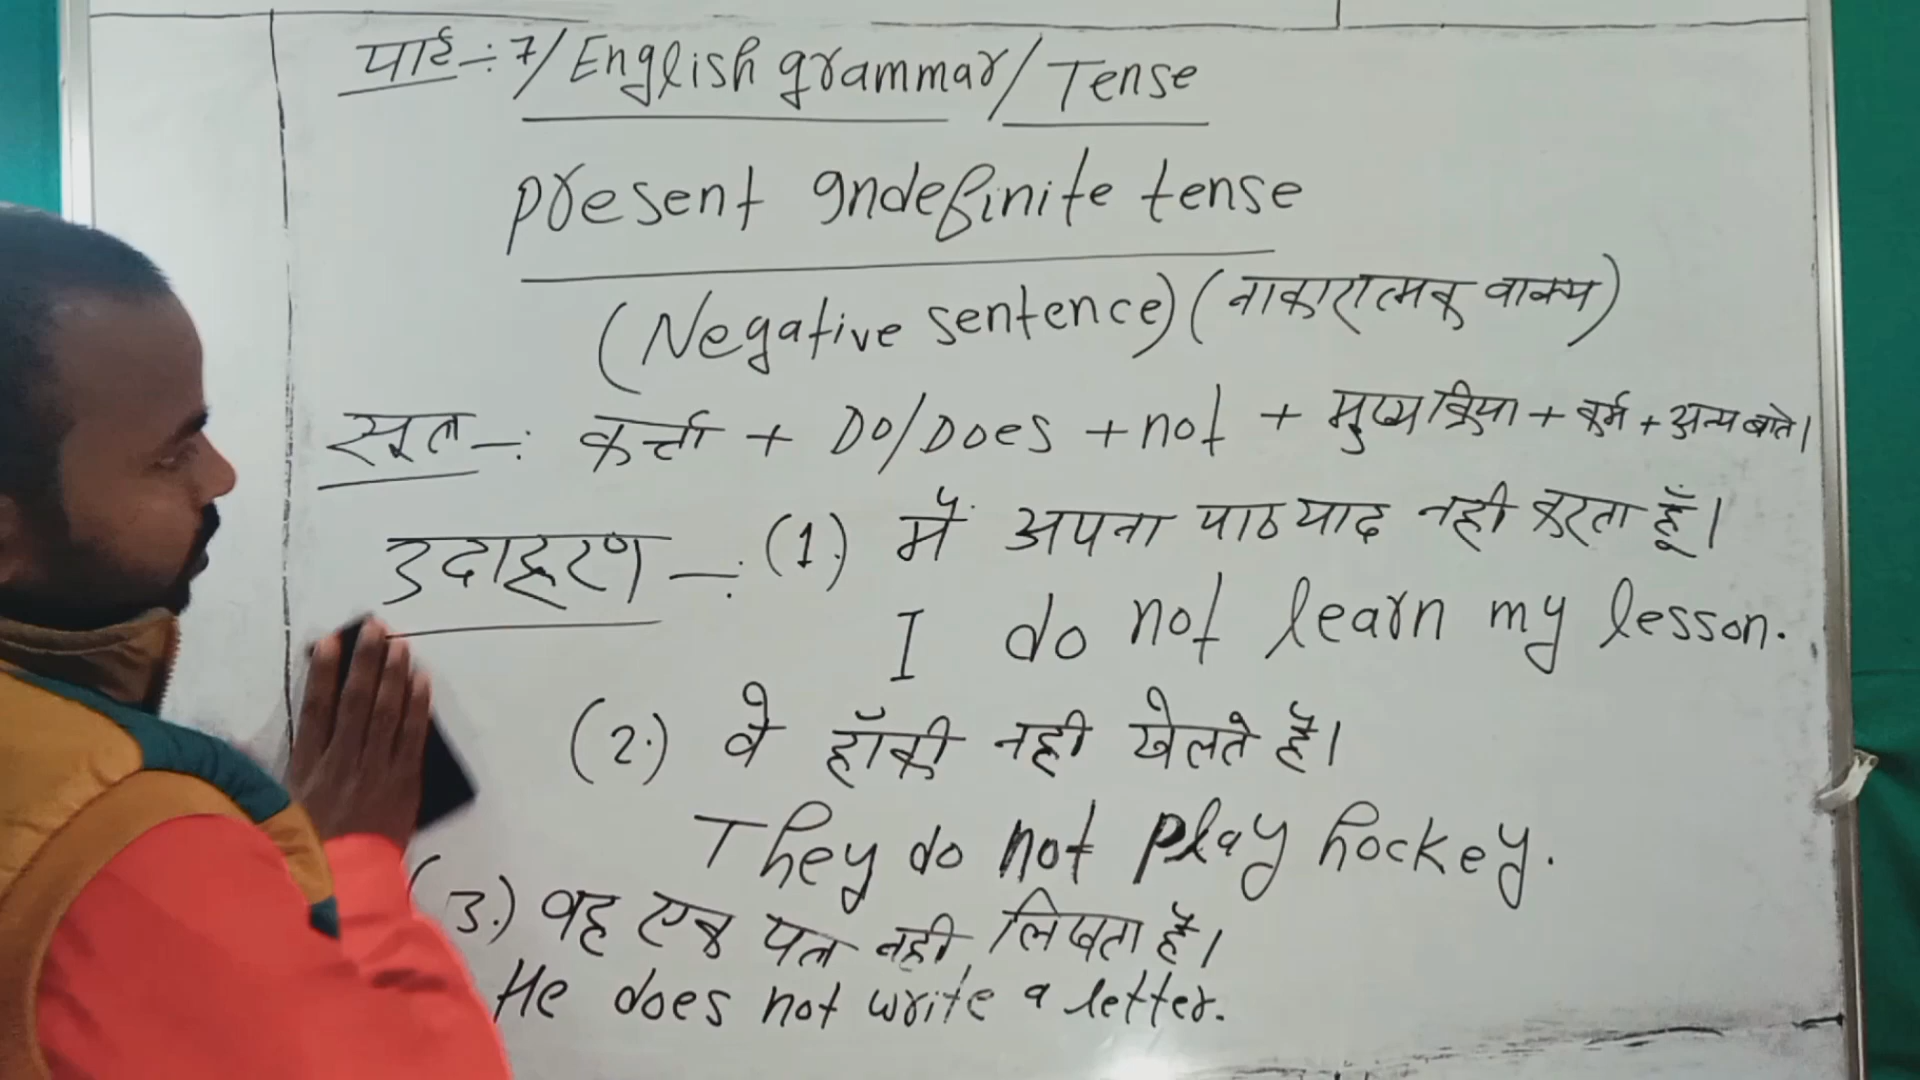 पाठ ÷ 7/ English grammar/ Tense
present Indefinite tense
(Negative sentence) (नाकारात्मक वाक्य)
सूत्र -: कर्त्ता + DO/DOES + not + मुख्य क्रिया + कर्म + अन्य बाते।
उदाहरण -: (1.) मैं अपना पाठ याद नही करता हूँ।
I do not learn my lesson.
(2.) वे हॉकी नही खेलते हैं।
They do not play hockey.
(3.) वह एक पत्र नही लिखता है।
He does not write a letter.